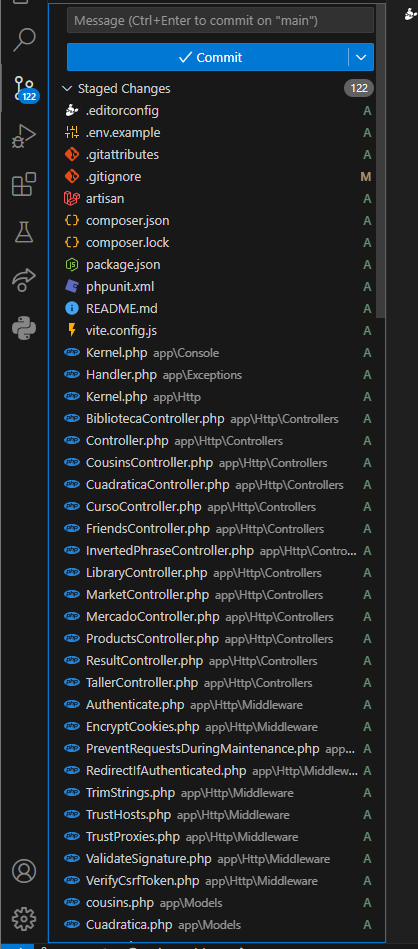 Message (Ctrl+Enter to commit on "main")
Commit
Staged Changes 122
122
.editorconfig A
.env.example A
.gitattributes A
.gitignore M
artisan A
composer.json A
composer.lock A
package.json A
phpunit.xml A
README.md A
vite.config.js A
Kernel.php app\Console A
Handler.php app\Exceptions A
Kernel.php app\Http A
BibliotecaController.php app\Http\Controllers A
Controller.php app\Http\Controllers A
CousinsController.php app\Http\Controllers A
CuadraticaController.php app\Http\Controllers A
CursoController.php app\Http\Controllers A
FriendsController.php app\Http\Controllers A
InvertedPhraseController.php app\Http\Contro... A
LibraryController.php app\Http\Controllers A
MarketController.php app\Http\Controllers A
MercadoController.php app\Http\Controllers A
ProductsController.php app\Http\Controllers A
ResultController.php app\Http\Controllers A
TallerController.php app\Http\Controllers A
Authenticate.php app\Http\Middleware A
EncryptCookies.php app\Http\Middleware A
PreventRequestsDuringMaintenance.php app... A
RedirectIfAuthenticated.php app\Http\Middlew... A
TrimStrings.php app\Http\Middleware A
TrustHosts.php app\Http\Middleware A
TrustProxies.php app\Http\Middleware A
ValidateSignature.php app\Http\Middleware A
VerifyCsrfToken.php app\Http\Middleware A
cousins.php app\Models A
Cuadratica.php app\Models A